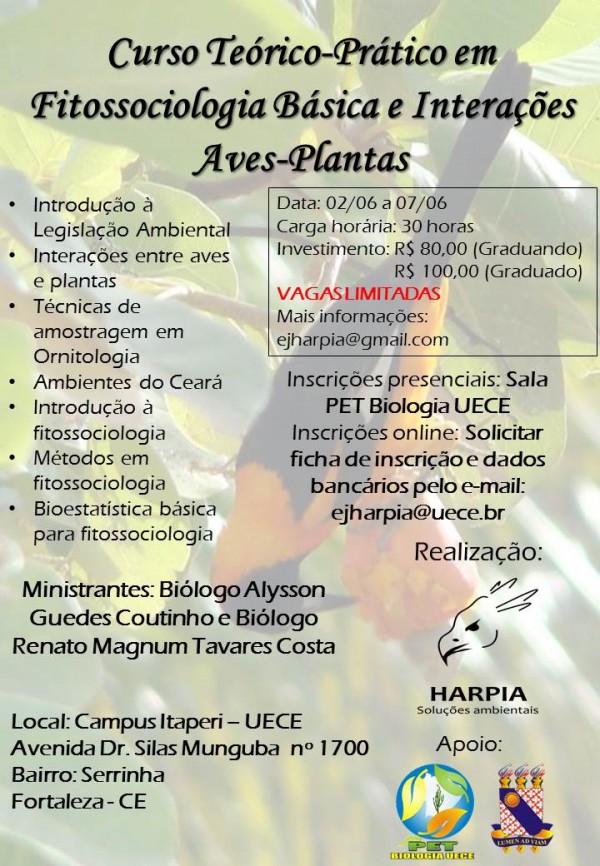 Curso Teórico-Prático em
Fitossociologia Básica e Interações
Aves-Plantas
• Introdução à
Legislação Ambiental
• Interações entre aves
e plantas
• Técnicas de
amostragem em
Ornitologia
• Ambientes do Ceará
• Introdução à
fitossociologia
• Métodos em
fitossociologia
• Bioestatística básica
para fitossociologia
Data: 02/06 a 07/06
Carga horária: 30 horas
Investimento: R$ 80,00 (Graduando)
R$ 100,00 (Graduado)
VAGAS LIMITADAS
Mais informações:
ejharpia@gmail.com
Inscrições presenciais: Sala
PET Biologia UECE
Inscrições online: Solicitar
ficha de inscrição e dados
bancários pelo e-mail:
ejharpia@uece.br
Ministrantes: Biólogo Alysson
Guedes Coutinho e Biólogo
Renato Magnum Tavares Costa
Realização:
HARPIA
Soluções ambientais
Local: Campus Itaperi – UECE
Avenida Dr. Silas Munguba nº 1700
Bairro: Serrinha
Fortaleza - CE
Apoio:
PET
BIOLOGIA UECE
LUMEN AD VIAM